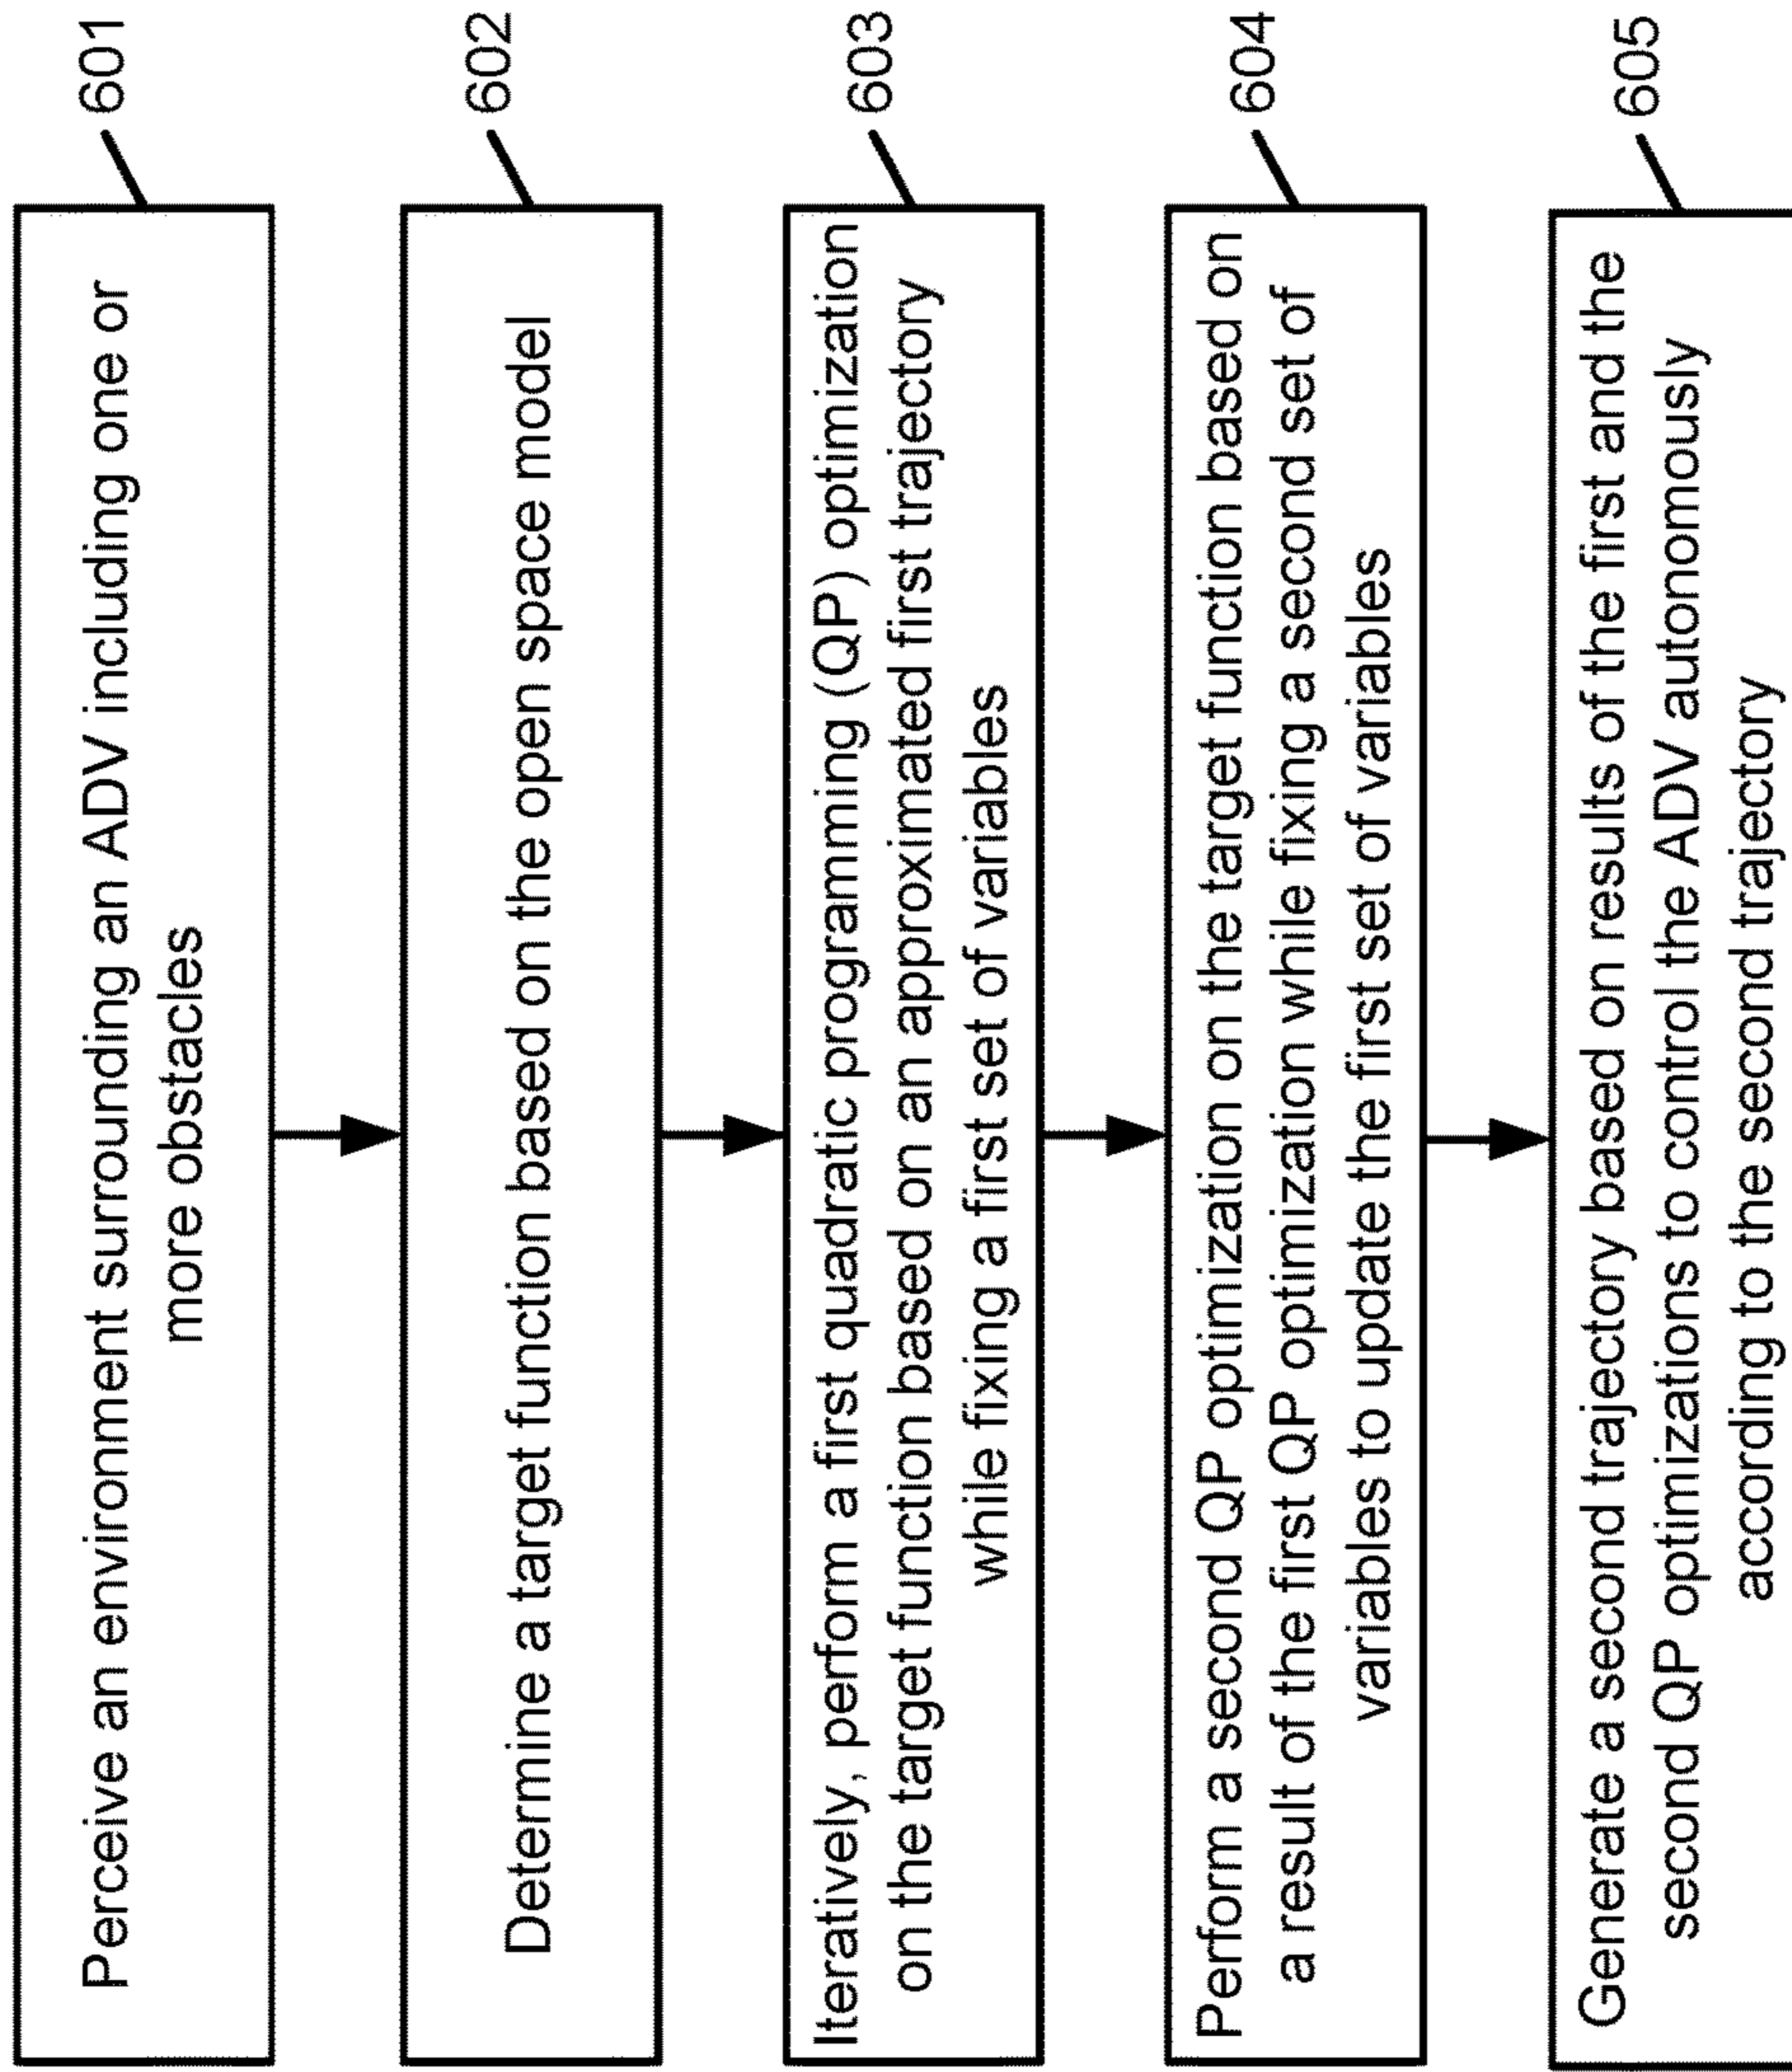 Perceive an environment surrounding an ADV including one or
more obstacles
601
Determine a target function based on the open space model
602
Iteratively, perform a first quadratic programming (QP) optimization
on the target function based on an approximated first trajectory
while fixing a first set of variables
603
Perform a second QP optimization on the target function based on
a result of the first QP optimization while fixing a second set of
variables to update the first set of variables
604
Generate a second trajectory based on results of the first and the
second QP optimizations to control the ADV autonomously
according to the second trajectory
605